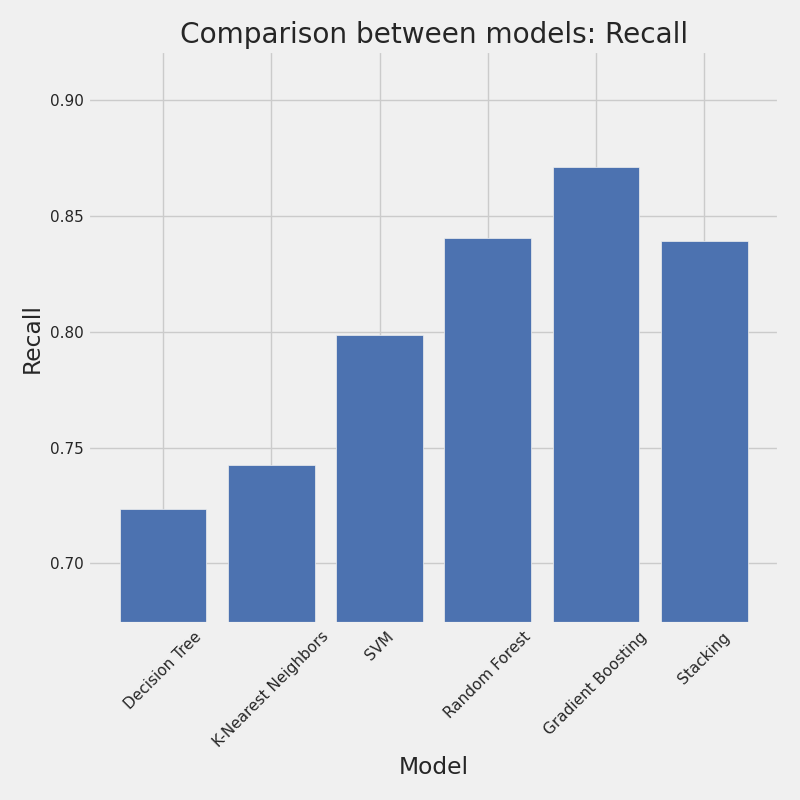 Comparison between models: Recall
0.90
0.85
0.80
0.75
0.70
Recall
Decision Tree
K-Nearest Neighbors
SVM
Random Forest
Gradient Boosting
Stacking
Model